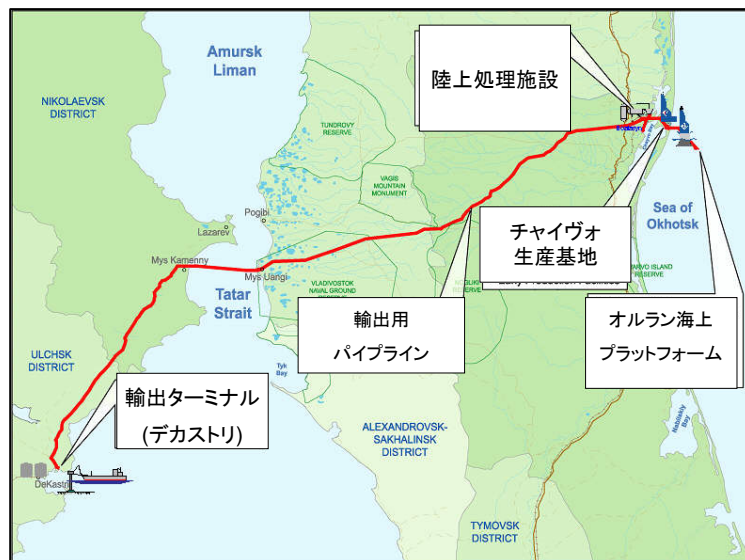 Amursk
Liman
NIKOLAEVSK
DISTRICT
陸上処理施設
TUNDROVY
RESERVE
VAGIS
MOUNTAIN
MONUMENT
Pogibi
Lazarev
Sea of
Okhotsk
チャイヴォ
生産基地
Mys Kamenny
Mys Uangi
Tatar
Strait
VLADIVOSTOK
NAVAL GROUND
RESERVE
輸出用
パイプライン
オルラン海上
プラットフォーム
ULCHSK
DISTRICT
Tyk
Bay
輸出ターミナル
(デカストリ)
ALEXANDROVSK-
SAKHALINSK
DISTRICT
Nabilskiy
Bay
DeKastri
TYMOVSK
DISTRICT